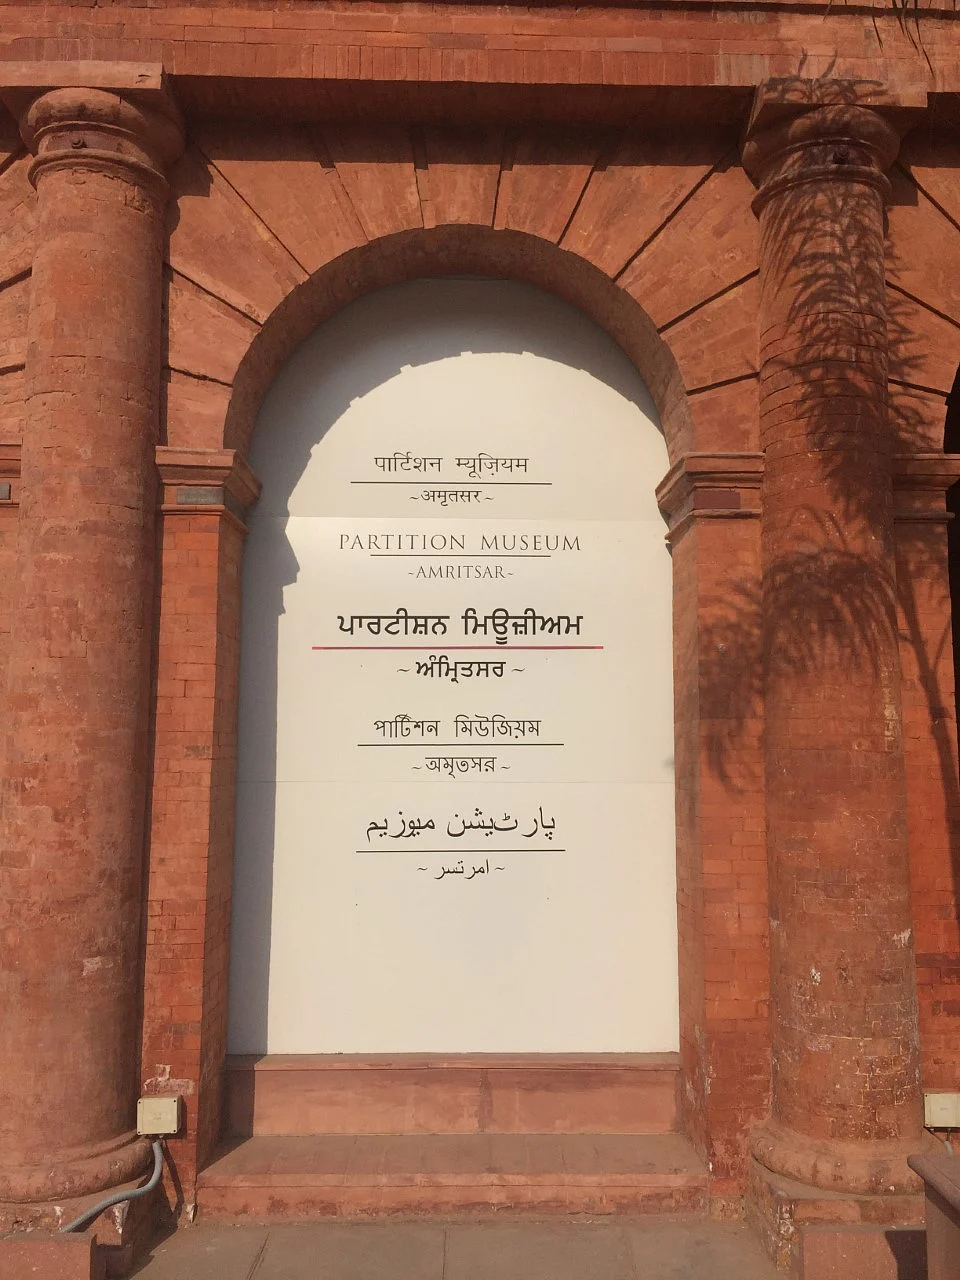 पार्टिशन म्यूज़ियम
~अमृतसर~
PARTITION MUSEUM
~AMRITSAR~
ਪਾਰਟੀਸ਼ਨ ਮਿਊਜ਼ੀਅਮ
~ ਅੰਮ੍ਰਿਤਸਰ ~
পার্টিশন মিউজিয়ম
~অমৃতসর~
پارٹیشن میوزیم
~ امرتسر ~